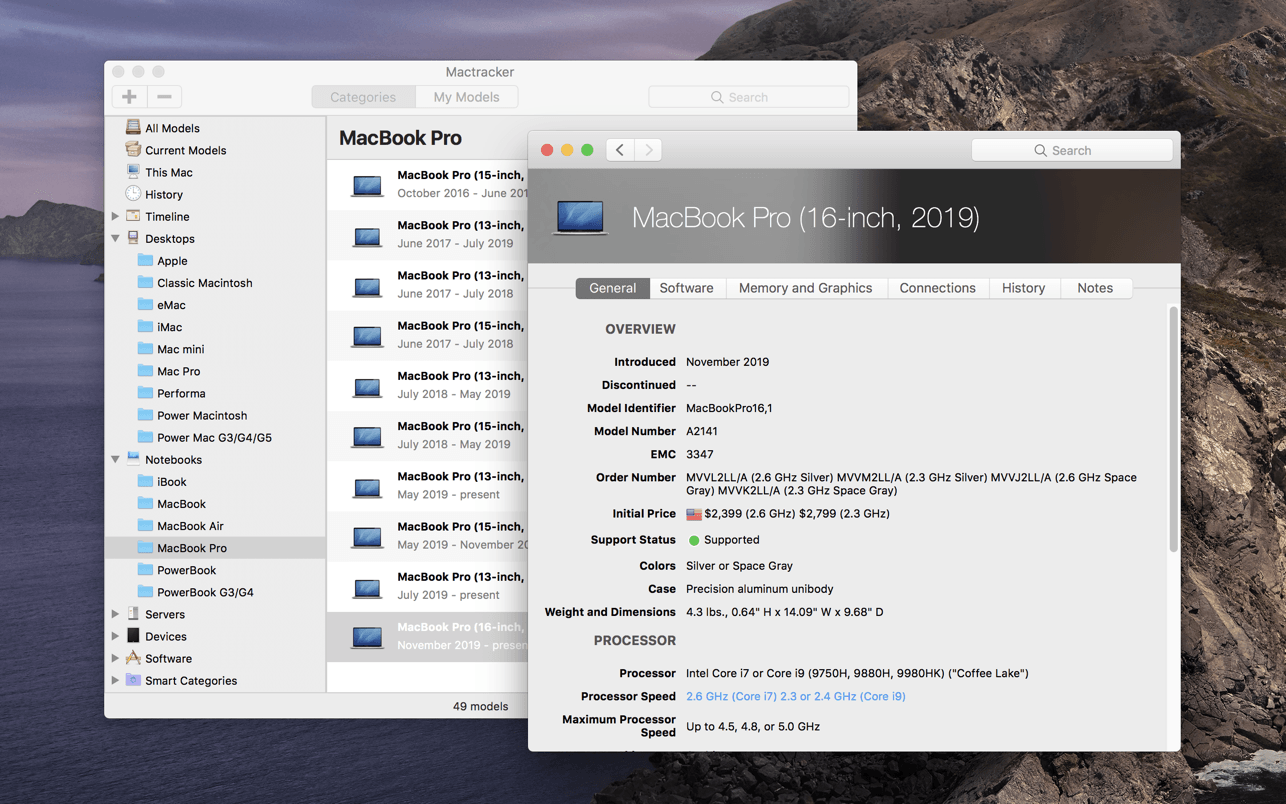 Mactracker
Categories
My Models
Search
All Models
Current Models
This Mac
History
Timeline
Desktops
Apple
Classic Macintosh
eMac
iMac
Mac mini
Mac Pro
Performa
Power Macintosh
Power Mac G3/G4/G5
Notebooks
iBook
MacBook
MacBook Air
MacBook Pro
PowerBook
PowerBook G3/G4
Servers
Devices
Software
Smart Categories
MacBook Pro
MacBook Pro (15-inch,
October 2016 - June 201
MacBook Pro (13-inch,
June 2017 - July 2019
MacBook Pro (13-inch,
June 2017 - July 2018
MacBook Pro (15-inch,
June 2017 - July 2018
MacBook Pro (13-inch,
July 2018 - May 2019
MacBook Pro (15-inch,
July 2018 - May 2019
MacBook Pro (13-inch,
May 2019 - present
MacBook Pro (15-inch,
May 2019 - November 20
MacBook Pro (13-inch,
July 2019 - present
MacBook Pro (16-inch,
November 2019 - presen
49 models
Search
MacBook Pro (16-inch, 2019)
General
Software
Memory and Graphics
Connections
History
Notes
OVERVIEW
Introduced November 2019
Discontinued --
Model Identifier MacBookPro16,1
Model Number A2141
EMC 3347
Order Number MVVL2LL/A (2.6 GHz Silver) MVVM2LL/A (2.3 GHz Silver) MVVJ2LL/A (2.6 GHz Space
Gray) MVVK2LL/A (2.3 GHz Space Gray)
Initial Price $2,399 (2.6 GHz) $2,799 (2.3 GHz)
Support Status Supported
Colors Silver or Space Gray
Case Precision aluminum unibody
Weight and Dimensions 4.3 lbs., 0.64" H x 14.09" W x 9.68" D
PROCESSOR
Processor Intel Core i7 or Core i9 (9750H, 9880H, 9980HK) ("Coffee Lake")
Processor Speed 2.6 GHz (Core i7) 2.3 or 2.4 GHz (Core i9)
Maximum Processor
Speed Up to 4.5, 4.8, or 5.0 GHz